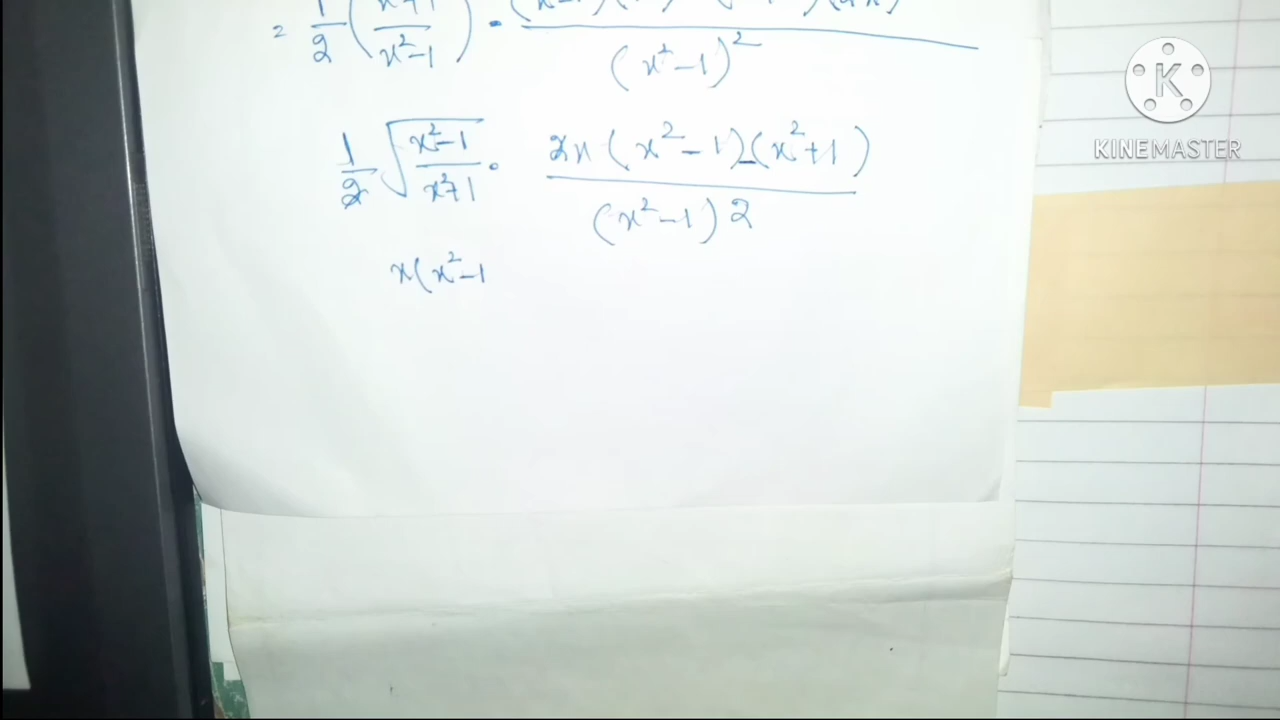 = 1/2 (x²+1 / x²-1) ·
(x²-1)²
1/2 √(x²-1 / x²+1) · 2x(x²-1)-(x²+1) / (x²-1)2
x(x²-1
K
KINEMASTER